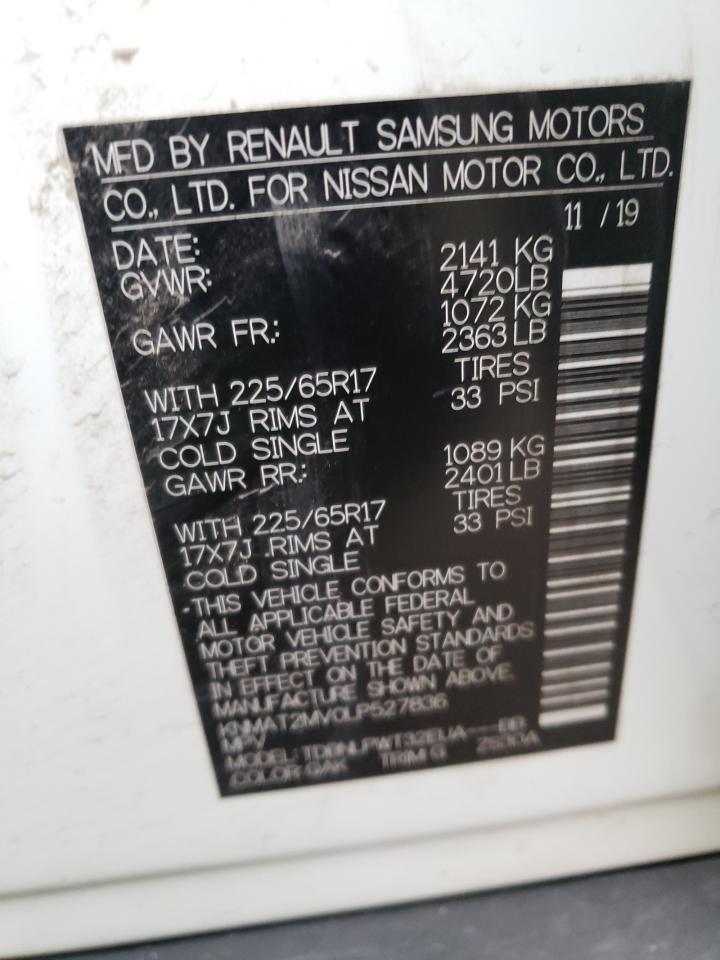 MFD BY RENAULT SAMSUNG MOTORS
CO., LTD. FOR NISSAN MOTOR CO., LTD.
DATE: 11 / 19
GVWR: 2141 KG
4720LB
GAWR FR.: 1072 KG
2363 LB
WITH 225/65R17 TIRES
17X7J RIMS AT 33 PSI
COLD SINGLE
GAWR RR.: 1089 KG
2401 LB
WITH 225/65R17 TIRES
17X7J RIMS AT 33 PSI
COLD SINGLE
-THIS VEHICLE CONFORMS TO
ALL APPLICABLE FEDERAL
MOTOR VEHICLE SAFETY AND
THEFT PREVENTION STANDARDS
IN EFFECT ON THE DATE OF
MANUFACTURE SHOWN ABOVE.
KNMAT2MV0LP527836
MPV
MODEL:
COLOR: QAK TRIM: G